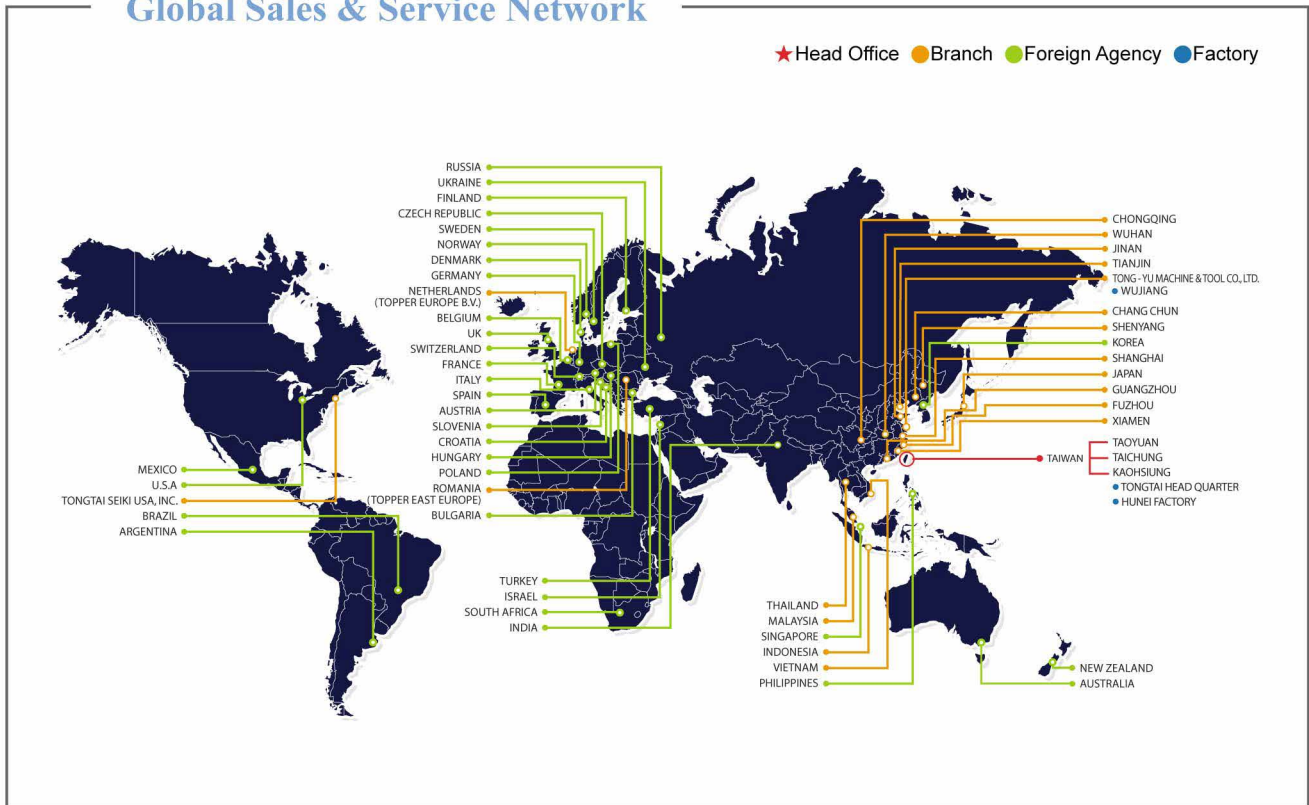 Global Sales & Service Network
Head Office Branch Foreign Agency Factory
RUSSIA
UKRAINE
FINLAND
CZECH REPUBLIC
SWEDEN
NORWAY
DENMARK
GERMANY
NETHERLANDS
(TOPPER EUROPE B.V.)
BELGIUM
UK
SWITZERLAND
FRANCE
ITALY
SPAIN
AUSTRIA
SLOVENIA
CROATIA
HUNGARY
POLAND
ROMANIA
(TOPPER EAST EUROPE)
BULGARIA
MEXICO
U.S.A
TONGTAI SEIKI USA, INC.
BRAZIL
ARGENTINA
TURKEY
ISRAEL
SOUTH AFRICA
INDIA
CHONGQING
WUHAN
JINAN
TIANJIN
TONG - YU MACHINE & TOOL CO., LTD.
WUJIANG
CHANG CHUN
SHENYANG
KOREA
SHANGHAI
JAPAN
GUANGZHOU
FUZHOU
XIAMEN
TAIWAN
TAOYUAN
TAICHUNG
KAOHSIUNG
TONGTAI HEAD QUARTER
HUNEI FACTORY
THAILAND
MALAYSIA
SINGAPORE
INDONESIA
VIETNAM
PHILIPPINES
NEW ZEALAND
AUSTRALIA